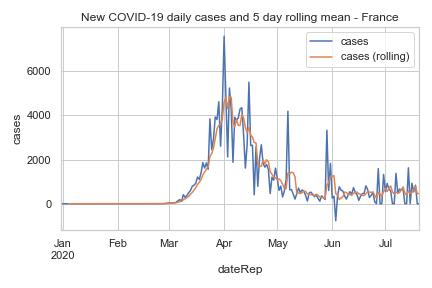 New COVID-19 daily cases and 5 day rolling mean - France
cases
cases (rolling)
6000
4000
2000
0
cases
Jan
2020
Feb
Mar
Apr
May
Jun
Jul
dateRep